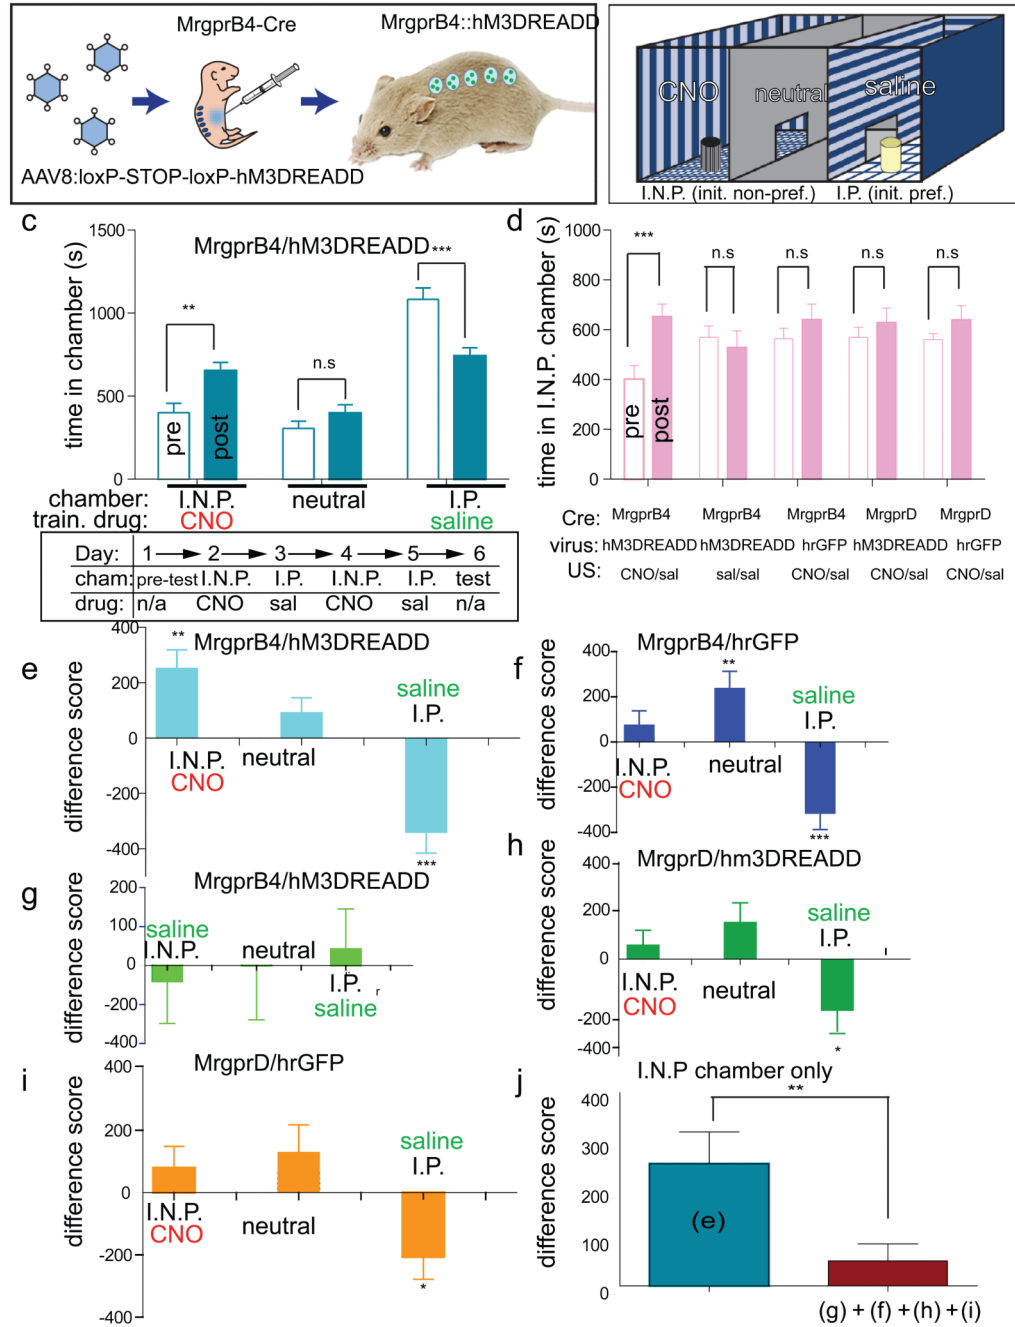 MrgprB4-Cre
MrgprB4::hM3DREADD
AAV8:loxP-STOP-loxP-hM3DREADD
CNO
neutral
saline
I.N.P. (init. non-pref.)
I.P. (init. pref.)
c
MrgprB4/hM3DREADD
time in chamber (s)
1500
1000
500
0
**
n.s
***
pre
post
chamber: I.N.P. neutral I.P.
train. drug: CNO saline
d
time in I.N.P. chamber (s)
1000
800
600
400
200
0
*** n.s n.s n.s n.s
pre
post
Cre: MrgprB4 MrgprB4 MrgprB4 MrgprD MrgprD
virus: hM3DREADD hM3DREADD hrGFP hM3DREADD hrGFP
US: CNO/sal sal/sal CNO/sal CNO/sal CNO/sal
Day: 1 2 3 4 5 6
cham: pre-test I.N.P. I.P. I.N.P. I.P. test
drug: n/a CNO sal CNO sal n/a
e
MrgprB4/hM3DREADD
difference score
400
200
0
-200
-400
**
I.N.P.
CNO
neutral
saline
I.P.
***
f
MrgprB4/hrGFP
difference score
400
200
0
-200
-400
I.N.P.
CNO
**
neutral
saline
I.P.
***
g
MrgprB4/hM3DREADD
difference score
200
100
0
-200
-400
saline
I.N.P.
neutral
I.P.
saline
r
h
MrgprD/hm3DREADD
difference score
400
200
0
-200
-400
I.N.P.
CNO
neutral
saline
I.P.
*
i
MrgprD/hrGFP
difference score
400
200
0
-200
-400
I.N.P.
CNO
neutral
saline
I.P.
*
j
I.N.P chamber only
difference score
400
300
200
100
0
**
(e)
(g) + (f) + (h) + (i)